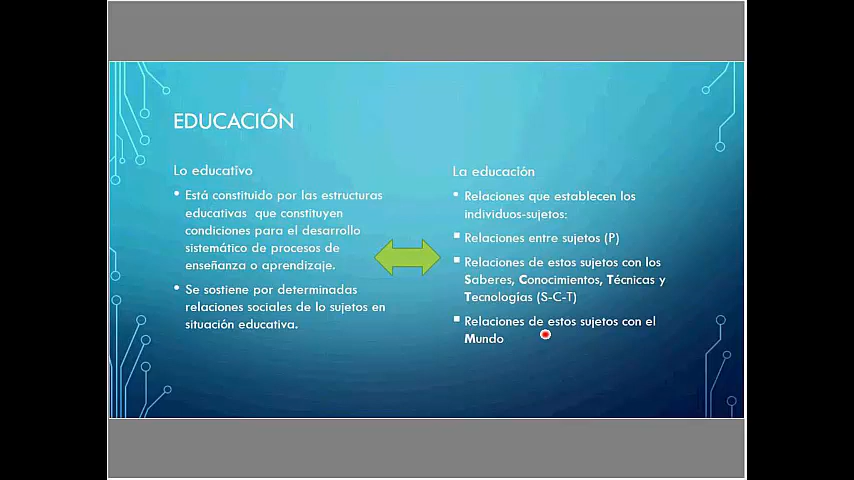 EDUCACIÓN
Lo educativo
• Está constituido por las estructuras
educativas que constituyen
condiciones para el desarrollo
sistemático de procesos de
enseñanza o aprendizaje.
• Se sostiene por determinadas
relaciones sociales de lo sujetos en
situación educativa.
La educación
▪ Relaciones que establecen los
individuos-sujetos:
▪ Relaciones entre sujetos (P)
▪ Relaciones de estos sujetos con los
Saberes, Conocimientos, Técnicas y
Tecnologías (S-C-T)
▪ Relaciones de estos sujetos con el
Mundo